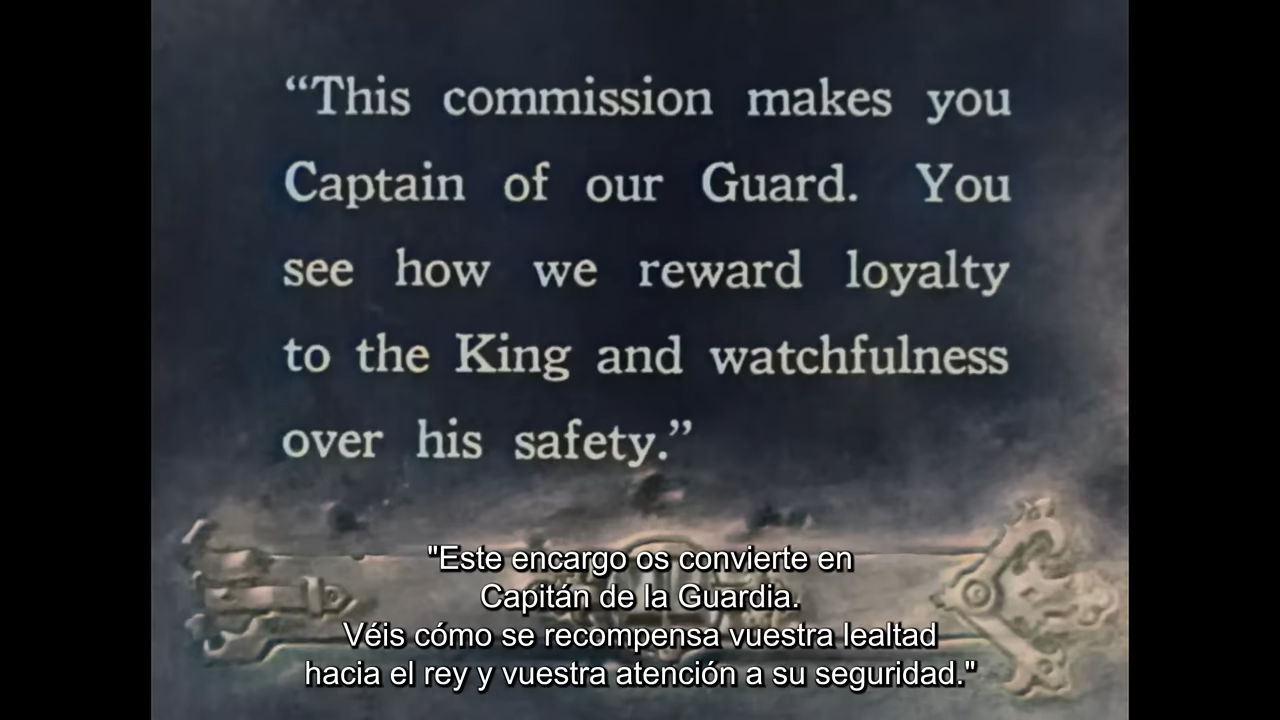 “This commission makes you
Captain of our Guard. You
see how we reward loyalty
to the King and watchfulness
over his safety.”
"Este encargo os convierte en
Capitán de la Guardia.
Véis cómo se recompensa vuestra lealtad
hacia el rey y vuestra atención a su seguridad."